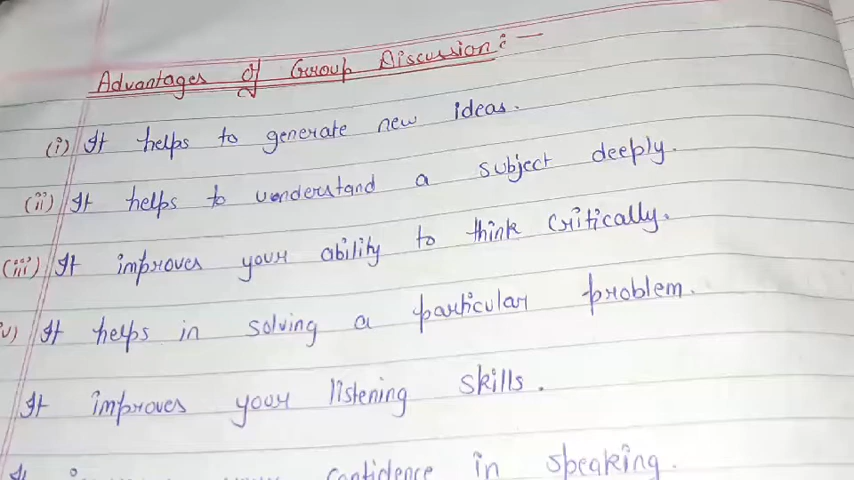 Advantages of Group Discussion :-
(i) It helps to generate new ideas.
(ii) It helps to understand a subject deeply.
(iii) It improves your ability to think critically.
v) It helps in solving a particular problem.
It improves your listening skills.
confidence in speaking.